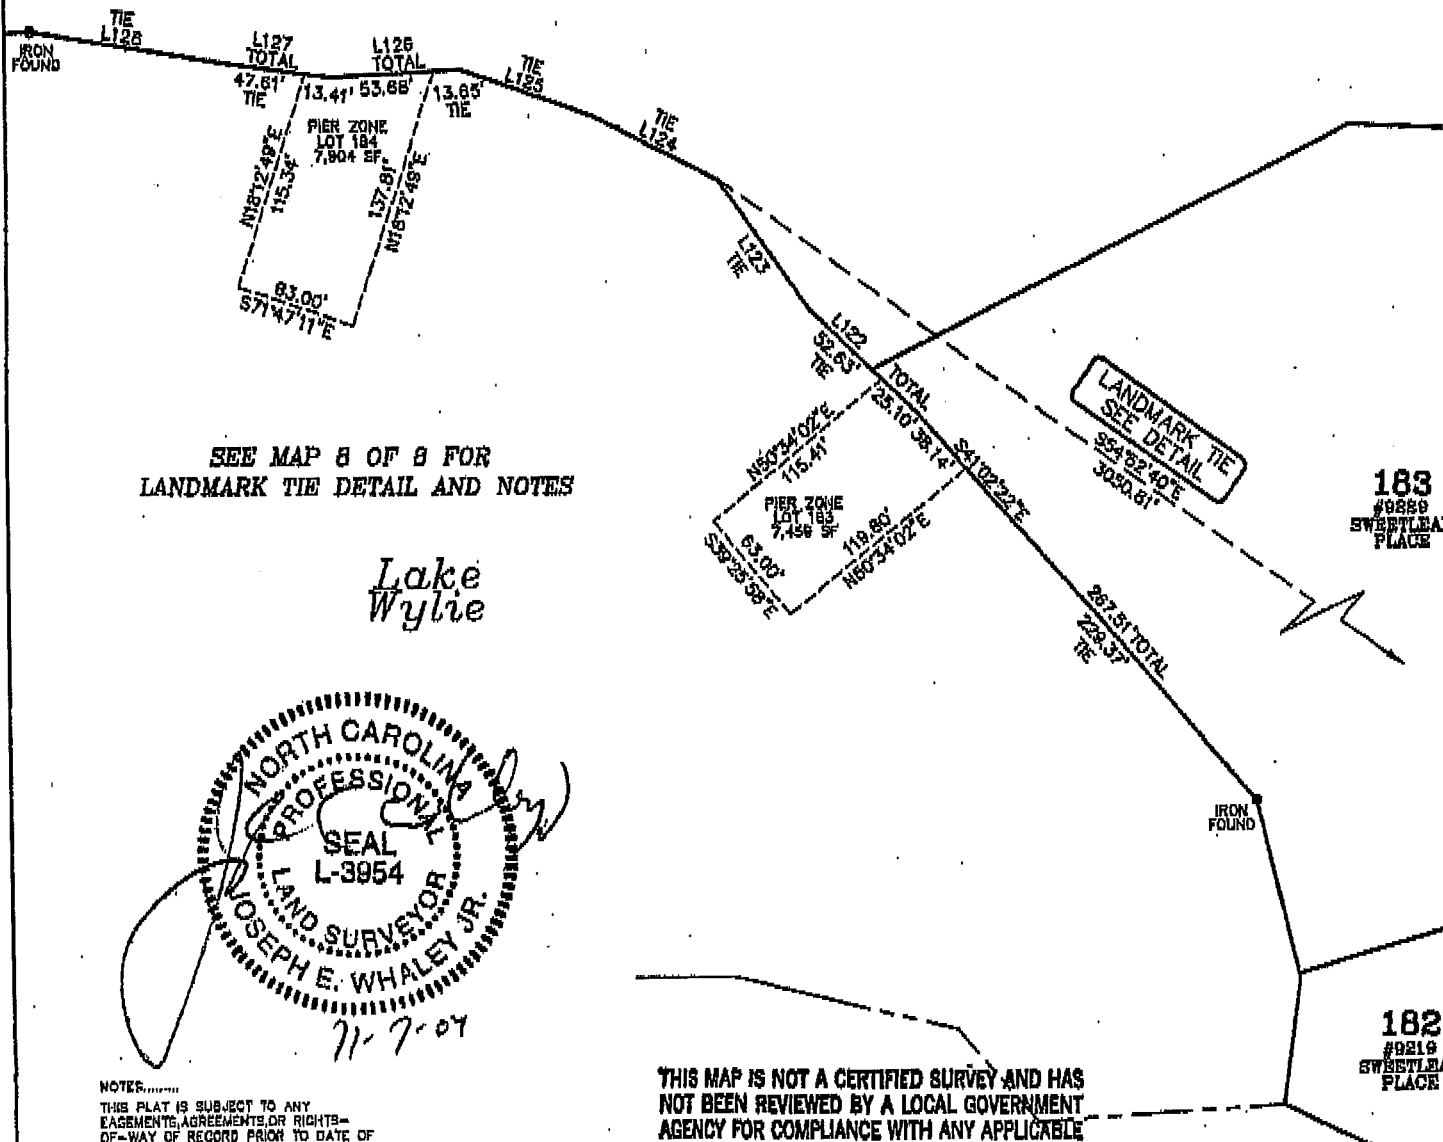 TIE
L128
IRON
FOUND
L127
TOTAL
47.61'
TIE
13.41'
L126
TOTAL
53.68'
13.65'
TIE
TIE
L125
TIE
L124
PIER ZONE
LOT 184
7,904 SF
N18°12'49"E
115.34'
137.81'
N18°12'49"E
63.00'
S71°47'11"E
L123
TIE
L122
52.63'
TIE
TOTAL
25.10'
38.14'
S41°02'22"E
N50°34'02"E
115.41'
PIER ZONE
LOT 183
7,459 SF
119.80'
N50°34'02"E
63.00'
S39°25'58"E
LANDMARK TIE
SEE DETAIL
S54°52'40"E
3050.81'
267.51' TOTAL
229.37'
TIE
IRON
FOUND
183
#9229
SWEETLEA
PLACE
SEE MAP 8 OF 8 FOR
LANDMARK TIE DETAIL AND NOTES
Lake
Wylie
NORTH CAROLINA
PROFESSIONAL
SEAL
L-3954
LAND SURVEYOR
JOSEPH E. WHALEY JR.
11-7-04
182
#9219
SWEETLEA
PLACE
NOTES.........
THIS PLAT IS SUBJECT TO ANY
EASEMENTS,AGREEMENTS,OR RIGHTS-
OF-WAY OF RECORD PRIOR TO DATE OF
THIS MAP IS NOT A CERTIFIED SURVEY AND HAS
NOT BEEN REVIEWED BY A LOCAL GOVERNMENT
AGENCY FOR COMPLIANCE WITH ANY APPLICABLE